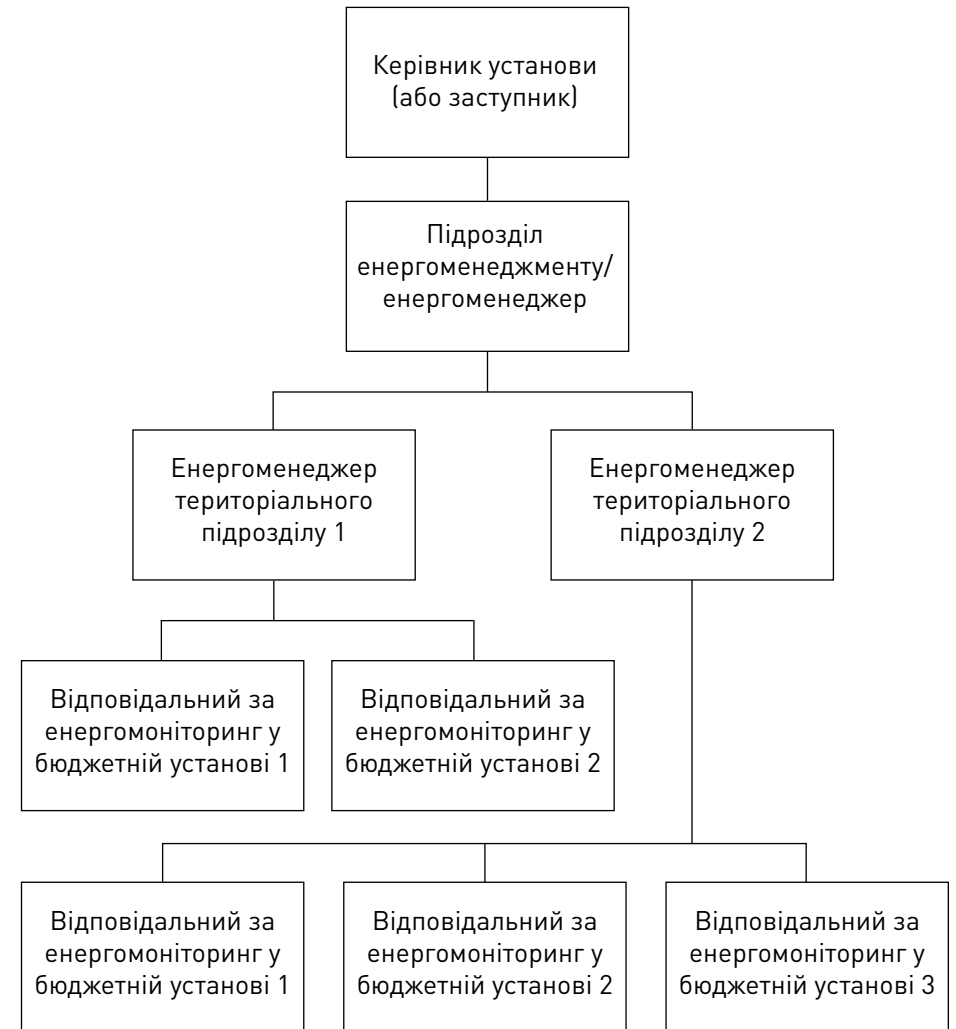 Керівник установи
(або заступник)
Підрозділ
енергоменеджменту/
енергоменеджер
Енергоменеджер
територіального
підрозділу 1
Енергоменеджер
територіального
підрозділу 2
Відповідальний за
енергомоніторинг у
бюджетній установі 1
Відповідальний за
енергомоніторинг у
бюджетній установі 2
Відповідальний за
енергомоніторинг у
бюджетній установі 1
Відповідальний за
енергомоніторинг у
бюджетній установі 2
Відповідальний за
енергомоніторинг у
бюджетній установі 3